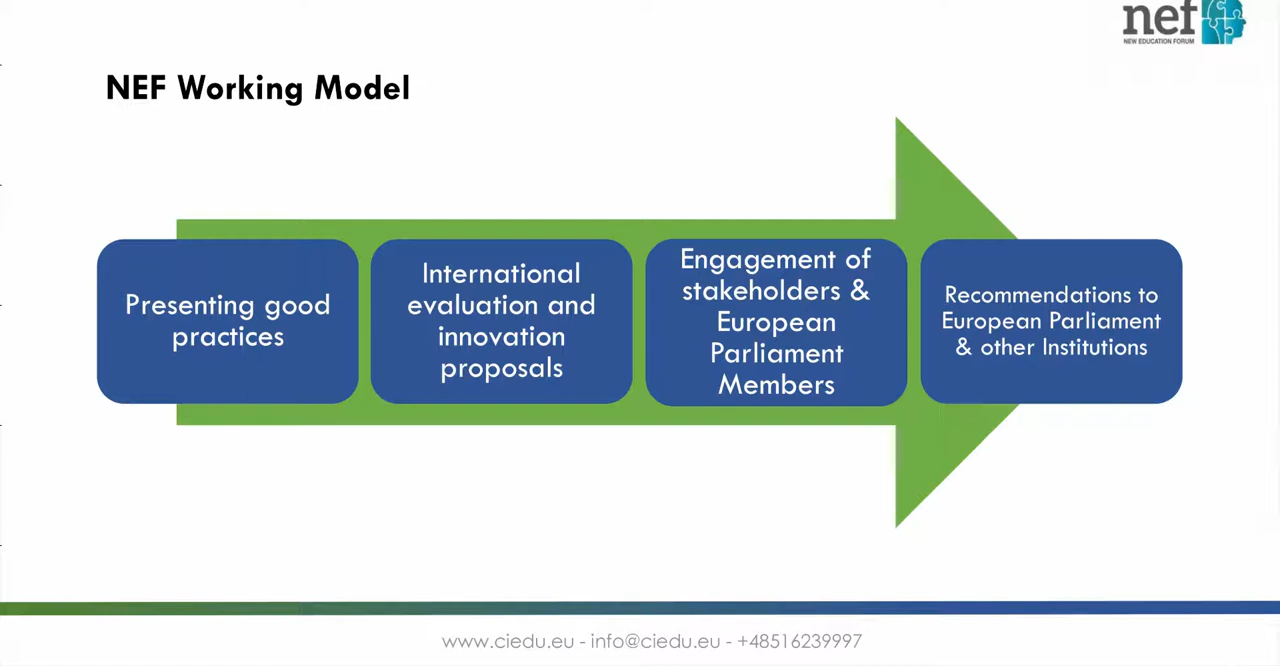 nef
NEW EDUCATION FORUM
NEF Working Model
Presenting good
practices
International
evaluation and
innovation
proposals
Engagement of
stakeholders &
European
Parliament
Members
Recommendations to
European Parliament
& other Institutions
www.ciedu.eu - info@ciedu.eu - +48516239997